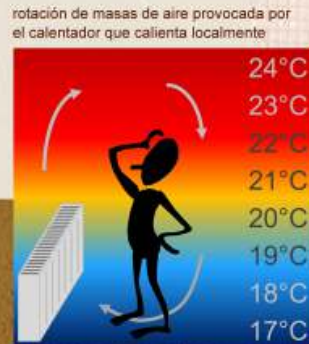 rotación de masas de aire provocada por
el calentador que calienta localmente
24°C
23°C
22°C
21°C
20°C
19°C
18°C
17°C